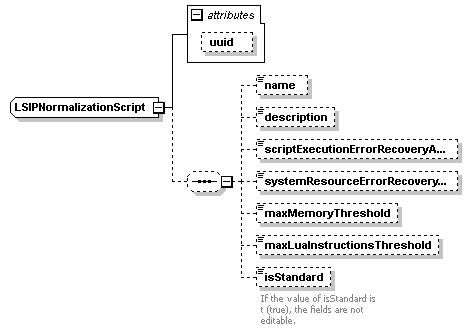 attributes
uuid
LSIPNormalizationScript
name
description
scriptExecutionErrorRecoveryA...
systemResourceErrorRecovery...
maxMemoryThreshold
maxLuaInstructionsThreshold
isStandard
If the value of isStandard is
t (true), the fields are not
editable.